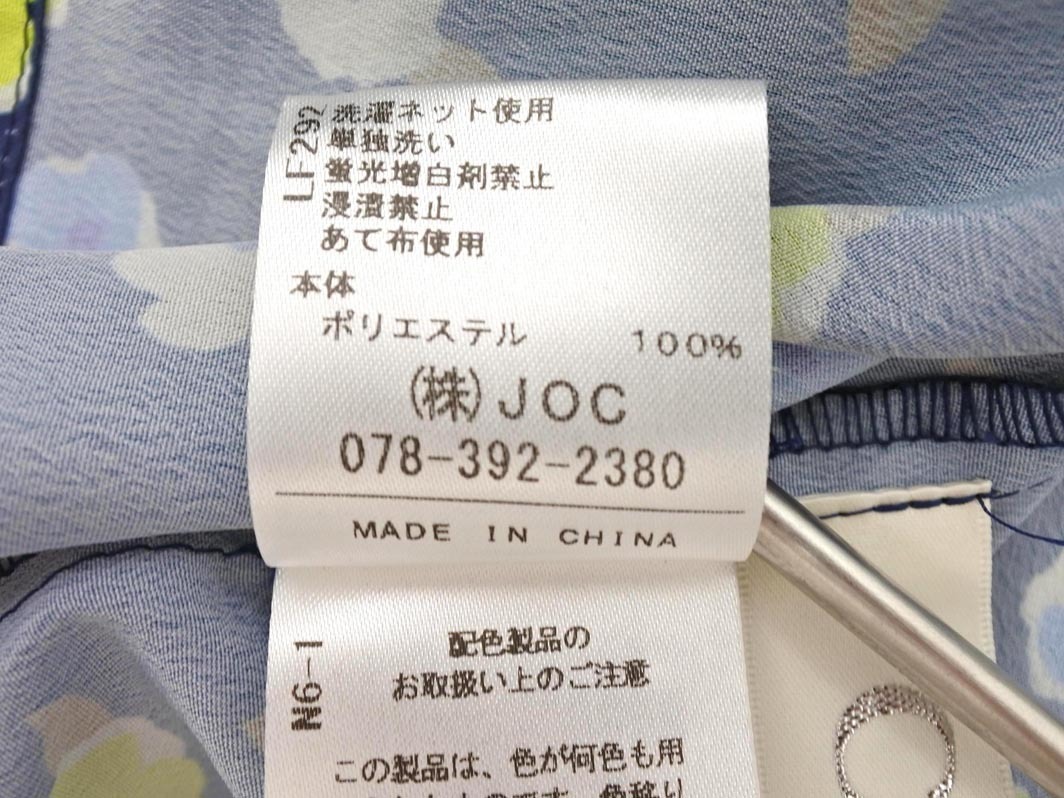 LF292
洗濯ネット使用
単独洗い
蛍光増白剤禁止
浸漬禁止
あて布使用
本体
ポリエステル 100%
(株)JOC
078-392-2380
MADE IN CHINA
N6-1
配色製品の
お取扱い上のご注意
この製品は、色が何色も用
色移り